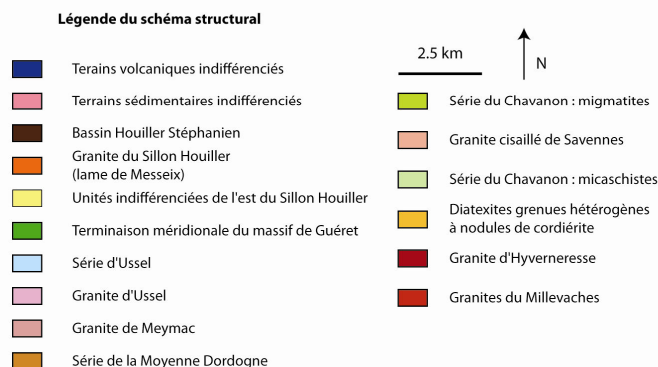 Légende du schéma structural
Terrains volcaniques indifférenciés
Terrains sédimentaires indifférenciés
Bassin Houiller Stéphanien
Granite du Sillon Houiller
(lame de Messeix)
Unités indifférenciées de l'est du Sillon Houiller
Terminaison méridionale du massif de Guéret
Série d'Ussel
Granite d'Ussel
Granite de Meymac
Série de la Moyenne Dordogne
2.5 km
N
Série du Chavanon : migmatites
Granite cisaillé de Savennes
Série du Chavanon : micaschistes
Diatexites grenues hétérogènes
à nodules de cordiérite
Granite d'Hyverneresse
Granites du Millevaches